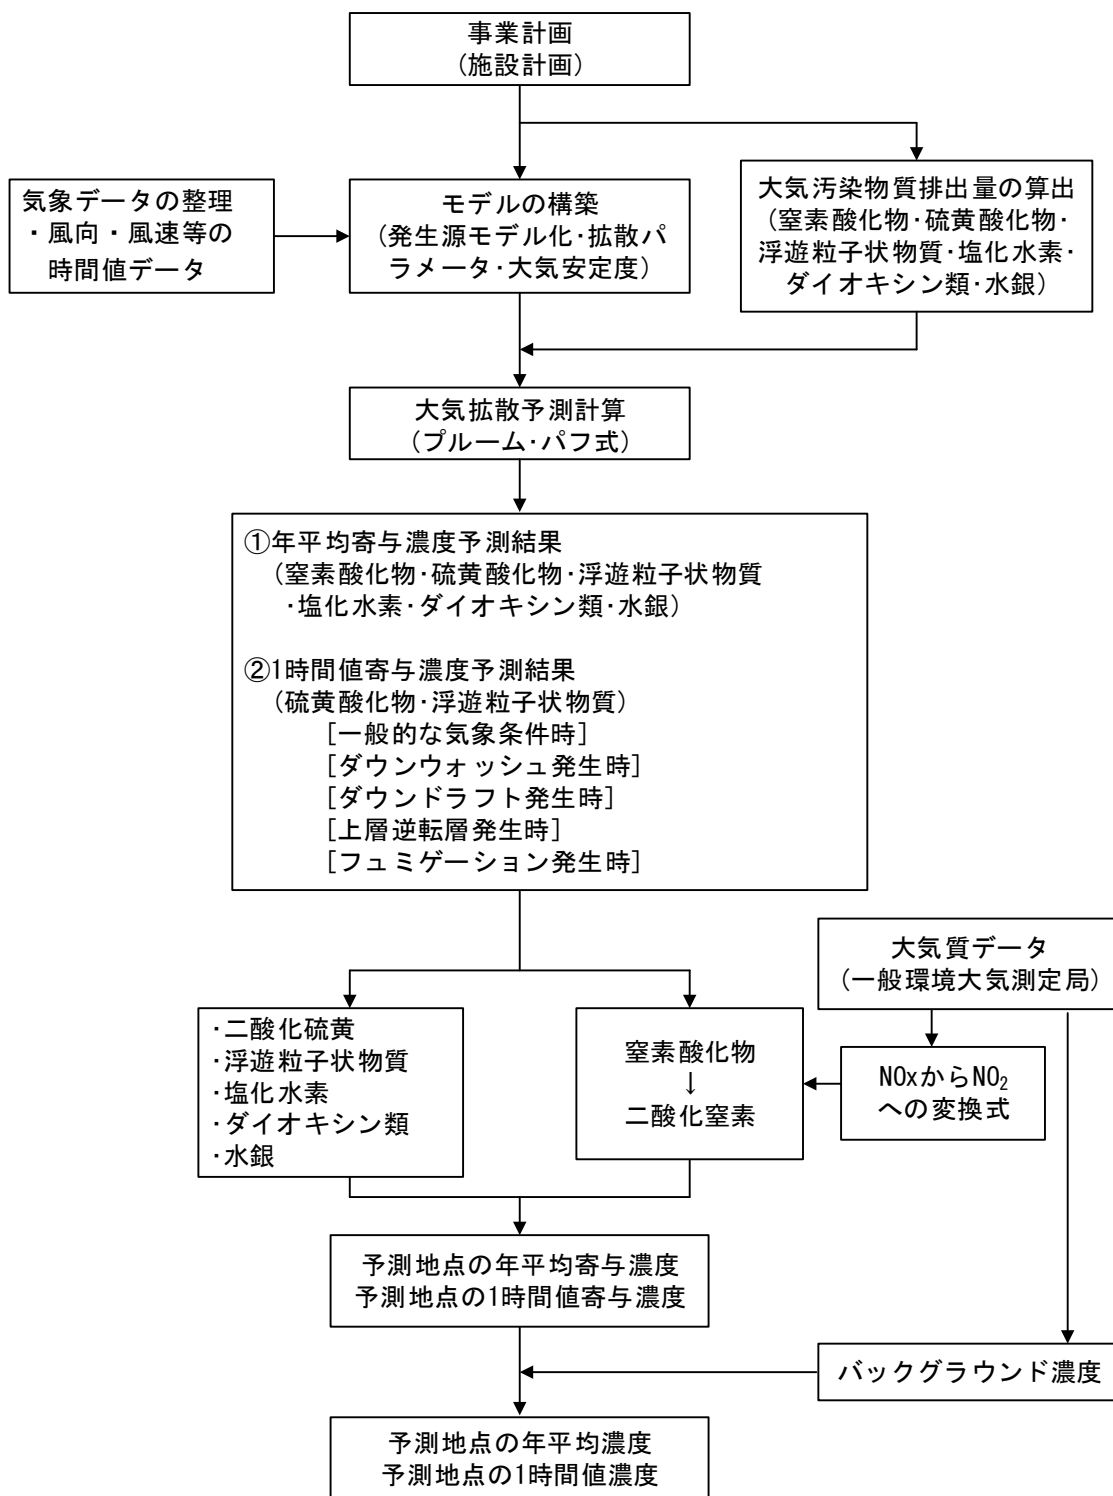 事業計画
(施設計画)
気象データの整理
・風向・風速等の
時間値データ
モデルの構築
(発生源モデル化・拡散パ
ラメータ・大気安定度)
大気汚染物質排出量の算出
(窒素酸化物・硫黄酸化物・
浮遊粒子状物質・塩化水素・
ダイオキシン類・水銀)
大気拡散予測計算
(プルーム・パフ式)
①年平均寄与濃度予測結果
(窒素酸化物・硫黄酸化物・浮遊粒子状物質
・塩化水素・ダイオキシン類・水銀)
②1時間値寄与濃度予測結果
(硫黄酸化物・浮遊粒子状物質)
[一般的な気象条件時]
[ダウンウォッシュ発生時]
[ダウンドラフト発生時]
[上層逆転層発生時]
[フュミゲーション発生時]
大気質データ
(一般環境大気測定局)
・二酸化硫黄
・浮遊粒子状物質
・塩化水素
・ダイオキシン類
・水銀
窒素酸化物
↓
二酸化窒素
NOxからNO₂
への変換式
予測地点の年平均寄与濃度
予測地点の1時間値寄与濃度
バックグラウンド濃度
予測地点の年平均濃度
予測地点の1時間値濃度